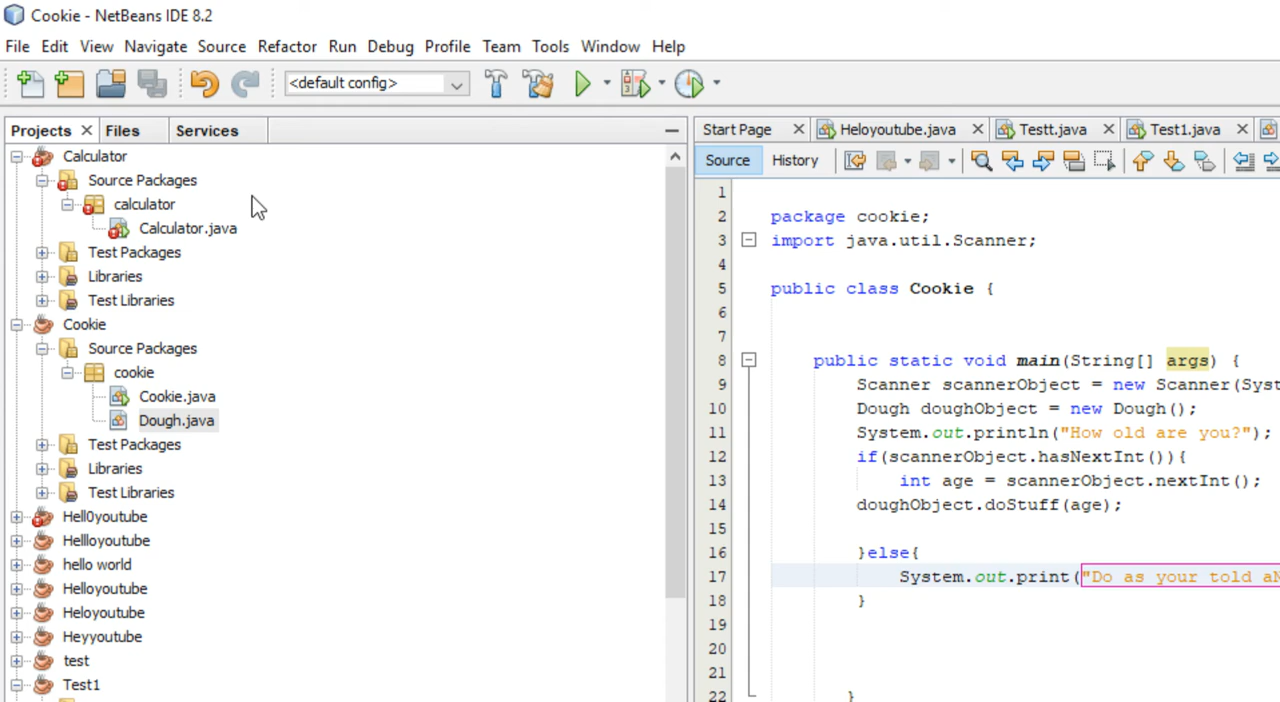 Cookie - NetBeans IDE 8.2
File Edit View Navigate Source Refactor Run Debug Profile Team Tools Window Help
<default config>
Projects Files Services
Calculator
Source Packages
calculator
Calculator.java
Test Packages
Libraries
Test Libraries
Cookie
Source Packages
cookie
Cookie.java
Dough.java
Test Packages
Libraries
Test Libraries
Hell0youtube
Hellloyoutube
hello world
Helloyoutube
Heloyoutube
Heyyoutube
test
Test1
Start Page Heloyoutube.java Testt.java Test1.java
Source History
1
2 package cookie;
3 import java.util.Scanner;
4
5 public class Cookie {
6
7
8 public static void main(String[] args) {
9 Scanner scannerObject = new Scanner(Sys
10 Dough doughObject = new Dough();
11 System.out.println("How old are you?");
12 if(scannerObject.hasNextInt()){
13 int age = scannerObject.nextInt();
14 doughObject.doStuff(age);
15
16 }else{
17 System.out.print("Do as your told aN
18 }
19
20
21
22 }